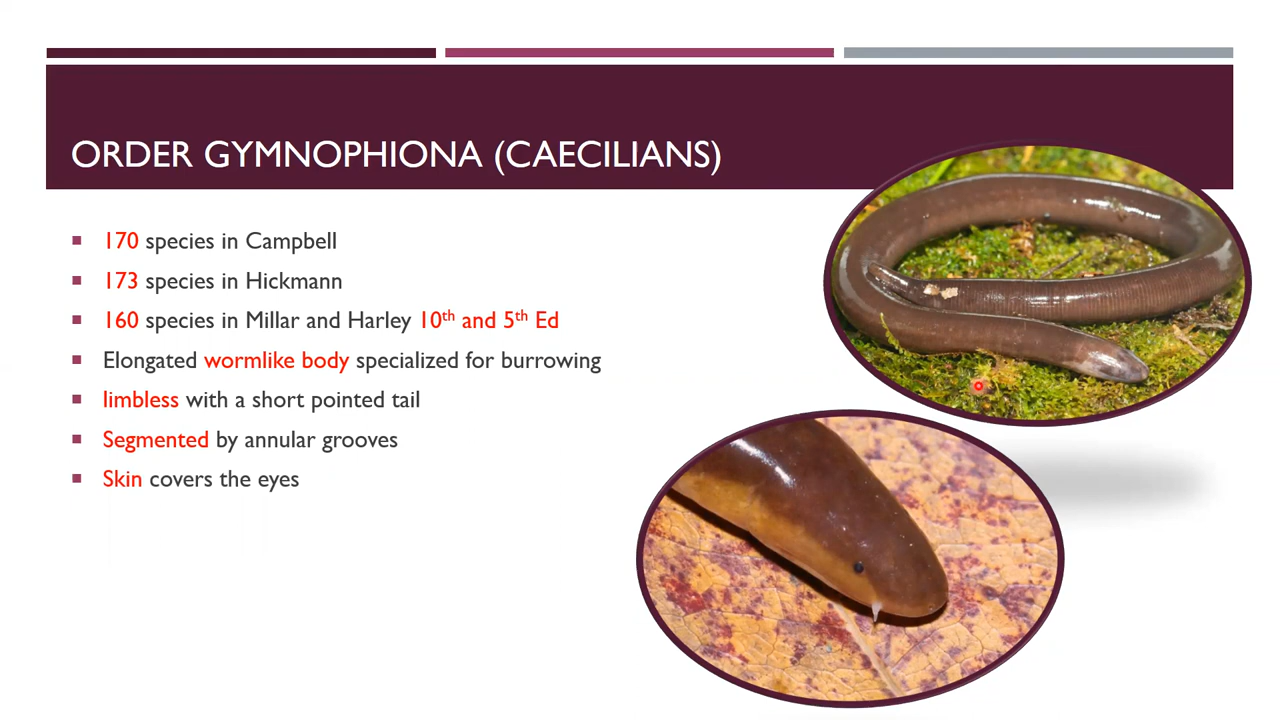 ORDER GYMNOPHIONA (CAECILIANS)
170 species in Campbell
173 species in Hickmann
160 species in Millar and Harley 10th and 5th Ed
Elongated wormlike body specialized for burrowing
limbless with a short pointed tail
Segmented by annular grooves
Skin covers the eyes